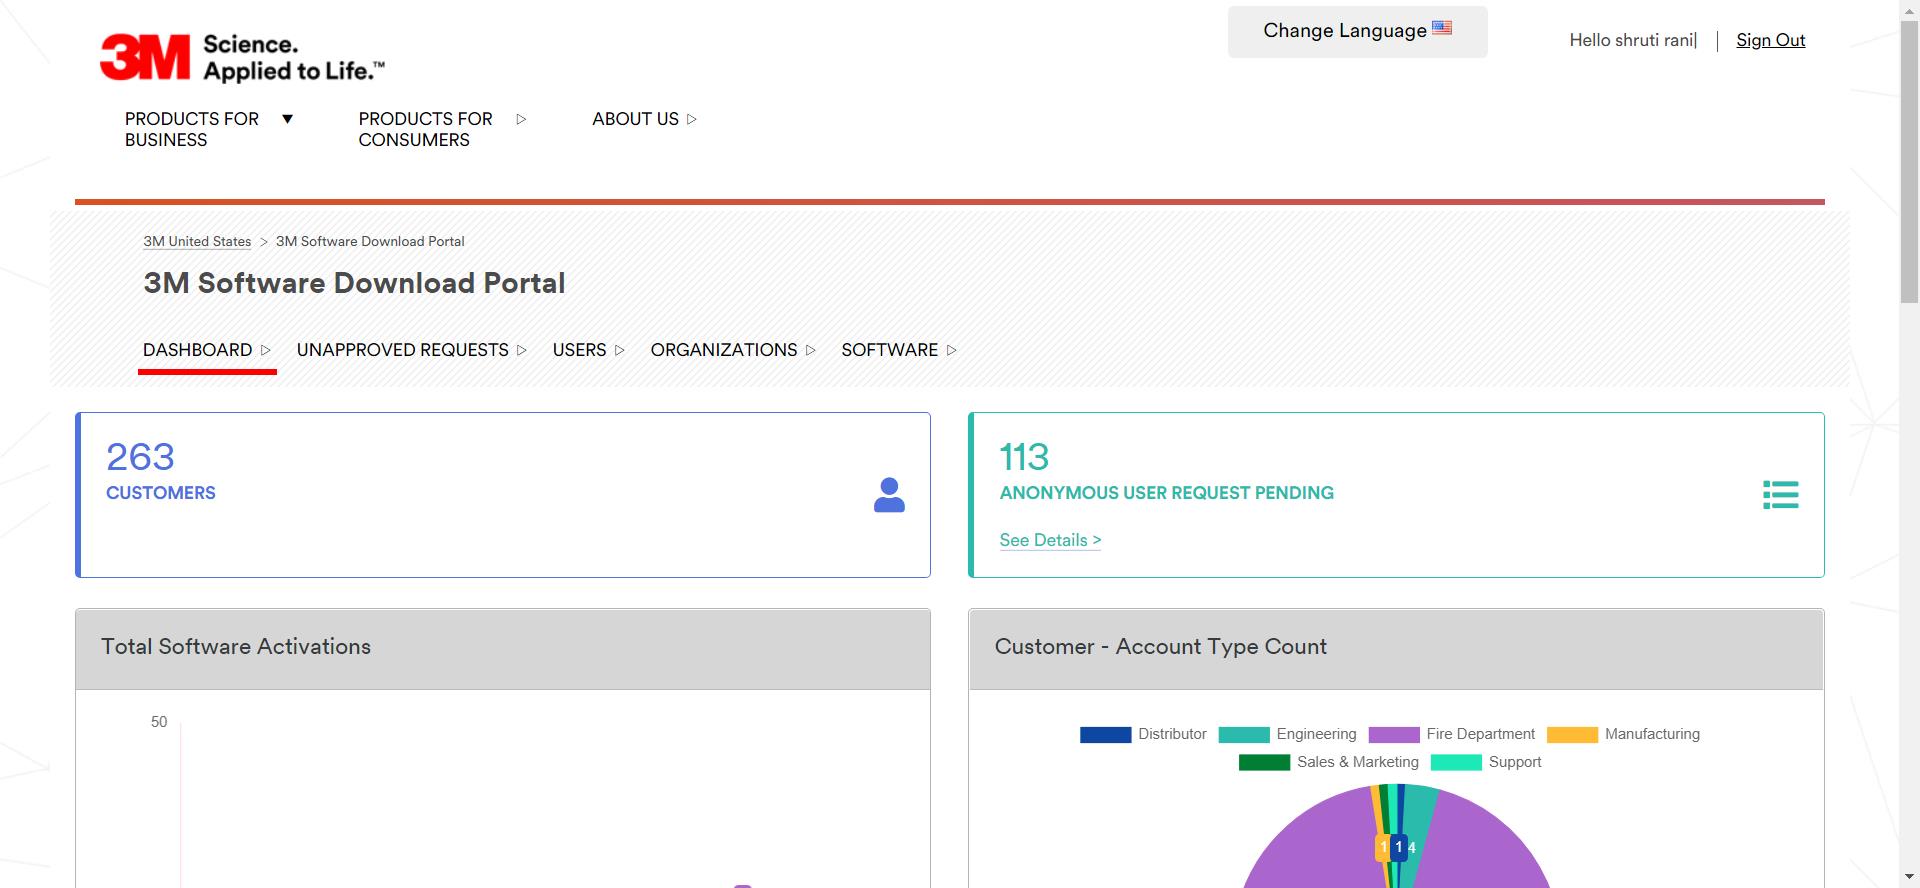 3M Science.
Applied to Life.™
Change Language
Hello shruti rani|
Sign Out
PRODUCTS FOR
BUSINESS
PRODUCTS FOR
CONSUMERS
ABOUT US
3M United States > 3M Software Download Portal
3M Software Download Portal
DASHBOARD
UNAPPROVED REQUESTS
USERS
ORGANIZATIONS
SOFTWARE
263
CUSTOMERS
113
ANONYMOUS USER REQUEST PENDING
See Details >
Total Software Activations
50
Customer - Account Type Count
Distributor
Engineering
Fire Department
Manufacturing
Sales & Marketing
Support
1
1
4